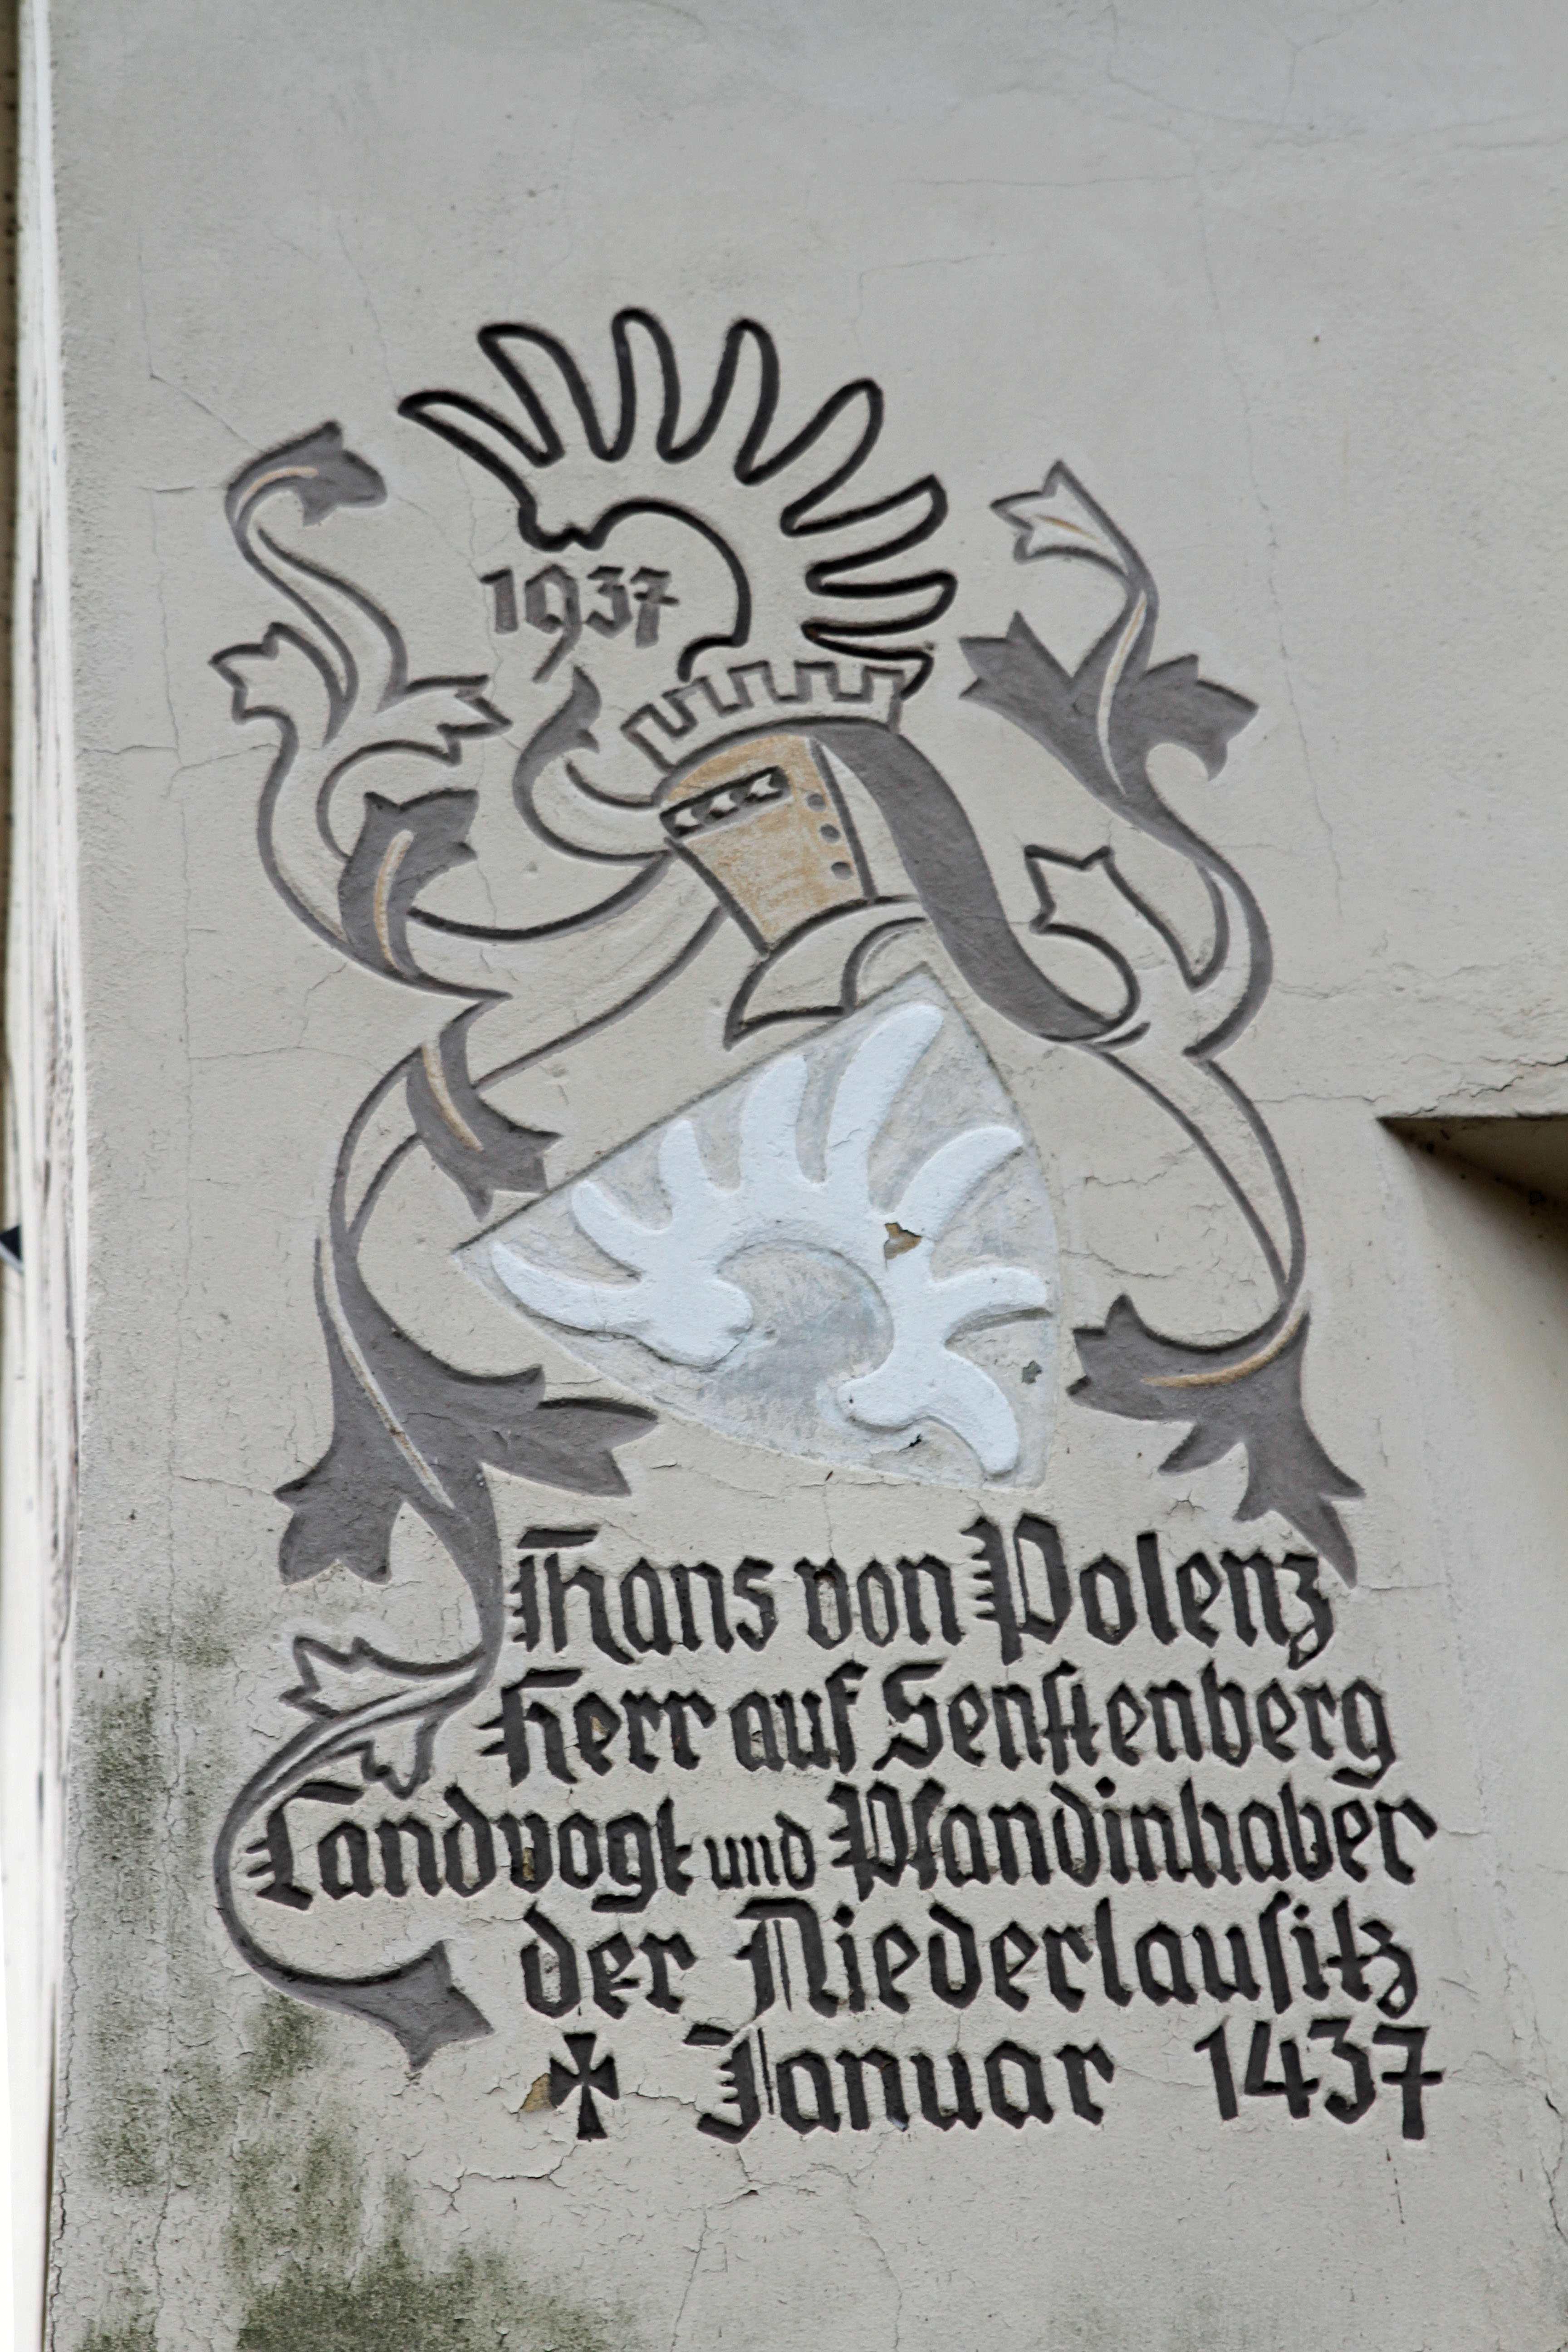 1937
Hans von Polenz
Herr auf Senftenberg
Landvogt und Pfandinhaber
der Niederlausitz
✠ Januar 1437